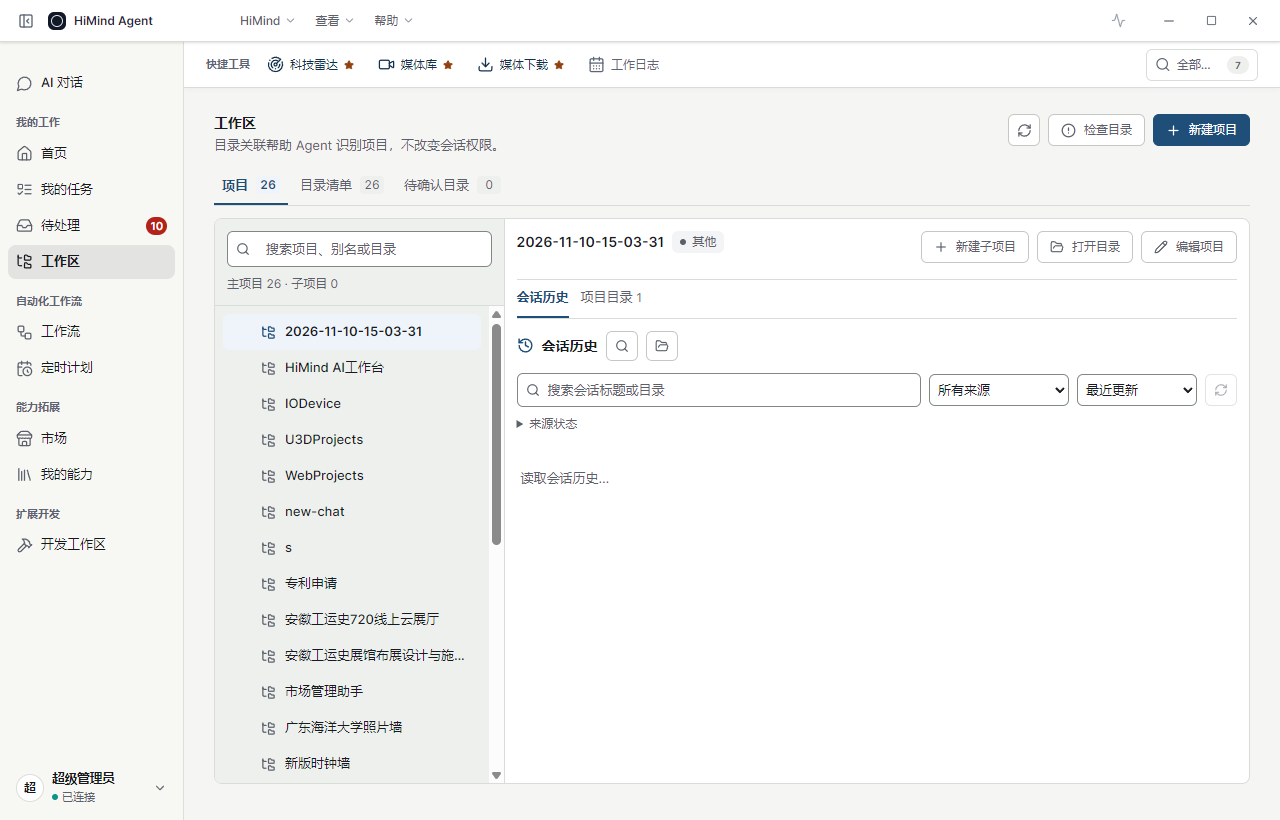 HiMind Agent
HiMind
查看
帮助
AI 对话
我的工作
首页
我的任务
待处理
10
工作区
自动化工作流
工作流
定时计划
能力拓展
市场
我的能力
扩展开发
开发工作区
超
超级管理员
已连接
快捷工具
科技雷达
媒体库
媒体下载
工作日志
全部...
7
工作区
目录关联帮助 Agent 识别项目，不改变会话权限。
检查目录
新建项目
项目 26
目录清单 26
待确认目录 0
搜索项目、别名或目录
主项目 26 · 子项目 0
2026-11-10-15-03-31
HiMind AI工作台
IODevice
U3DProjects
WebProjects
new-chat
s
专利申请
安徽工运史720线上云展厅
安徽工运史展馆布展设计与施...
市场管理助手
广东海洋大学照片墙
新版时钟墙
2026-11-10-15-03-31
其他
新建子项目
打开目录
编辑项目
会话历史
项目目录 1
会话历史
搜索会话标题或目录
所有来源
最近更新
来源状态
读取会话历史...